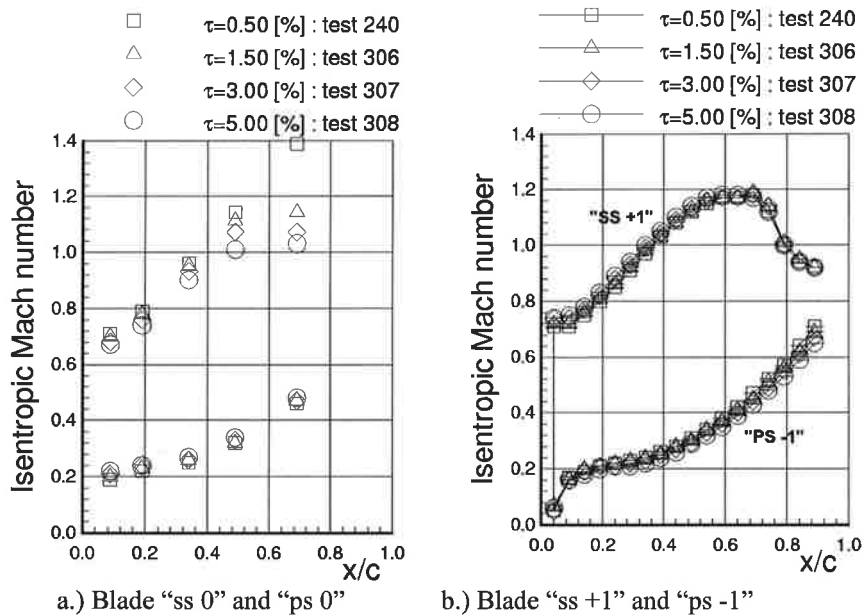 τ=0.50 [%] : test 240
τ=1.50 [%] : test 306
τ=3.00 [%] : test 307
τ=5.00 [%] : test 308
1.4
1.2
1.0
0.8
0.6
0.4
0.2
0.0
Isentropic Mach number
0.0 0.2 0.4 0.6 0.8 1.0
X/C
a.) Blade “ss 0” and “ps 0”
τ=0.50 [%] : test 240
τ=1.50 [%] : test 306
τ=3.00 [%] : test 307
τ=5.00 [%] : test 308
1.4
1.2
1.0
0.8
0.6
0.4
0.2
0.0
Isentropic Mach number
"SS +1"
"PS -1"
0.0 0.2 0.4 0.6 0.8 1.0
X/C
b.) Blade “ss +1” and “ps -1”